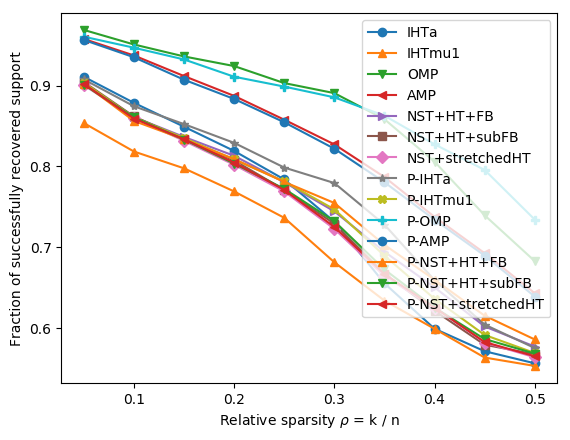 IHTa
IHTmu1
OMP
AMP
NST+HT+FB
NST+HT+subFB
NST+stretchedHT
P-IHTa
P-IHTmu1
P-OMP
P-AMP
P-NST+HT+FB
P-NST+HT+subFB
P-NST+stretchedHT
Fraction of successfully recovered support
0.9
0.8
0.7
0.6
0.1 0.2 0.3 0.4 0.5
Relative sparsity ρ = k / n